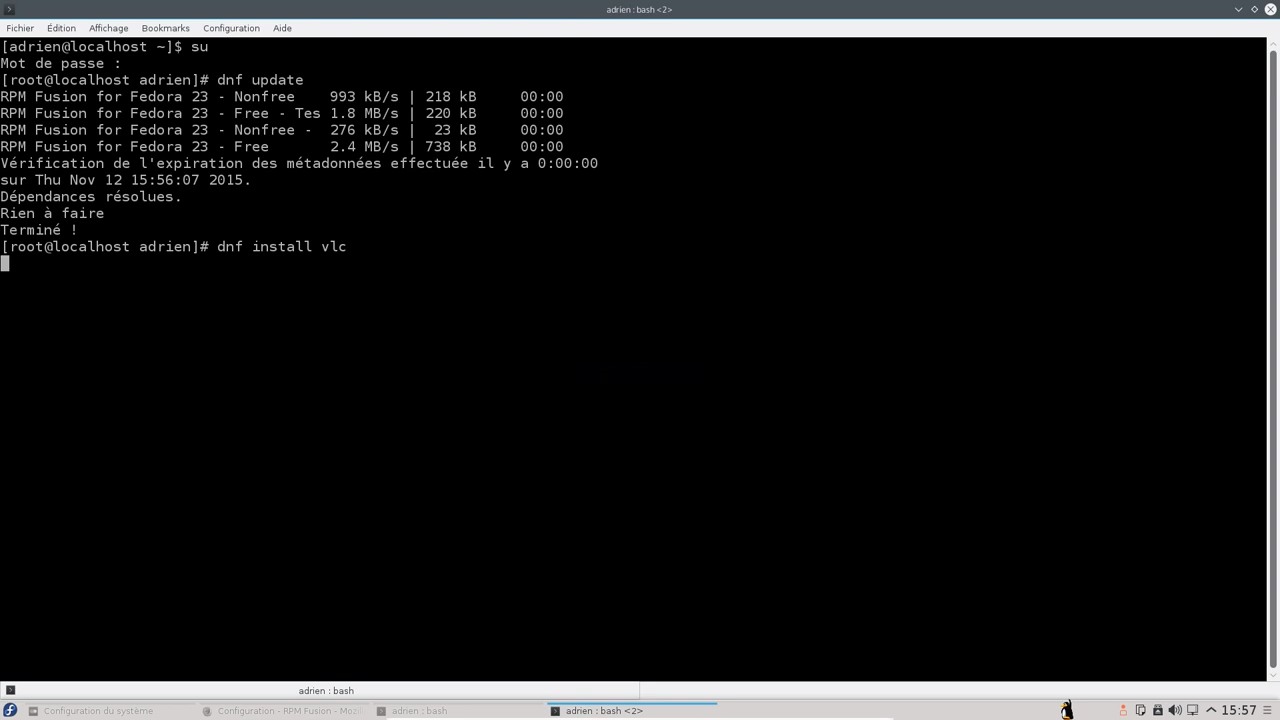 adrien : bash <2>
Fichier Édition Affichage Bookmarks Configuration Aide
[adrien@localhost ~]$ su
Mot de passe :
[root@localhost adrien]# dnf update
RPM Fusion for Fedora 23 - Nonfree    993 kB/s | 218 kB     00:00
RPM Fusion for Fedora 23 - Free - Tes 1.8 MB/s | 220 kB     00:00
RPM Fusion for Fedora 23 - Nonfree -  276 kB/s |  23 kB     00:00
RPM Fusion for Fedora 23 - Free       2.4 MB/s | 738 kB     00:00
Vérification de l'expiration des métadonnées effectuée il y a 0:00:00
sur Thu Nov 12 15:56:07 2015.
Dépendances résolues.
Rien à faire
Terminé !
[root@localhost adrien]# dnf install vlc
adrien : bash
Configuration du système Configuration - RPM Fusion - Mozi adrien : bash adrien : bash <2> 15:57